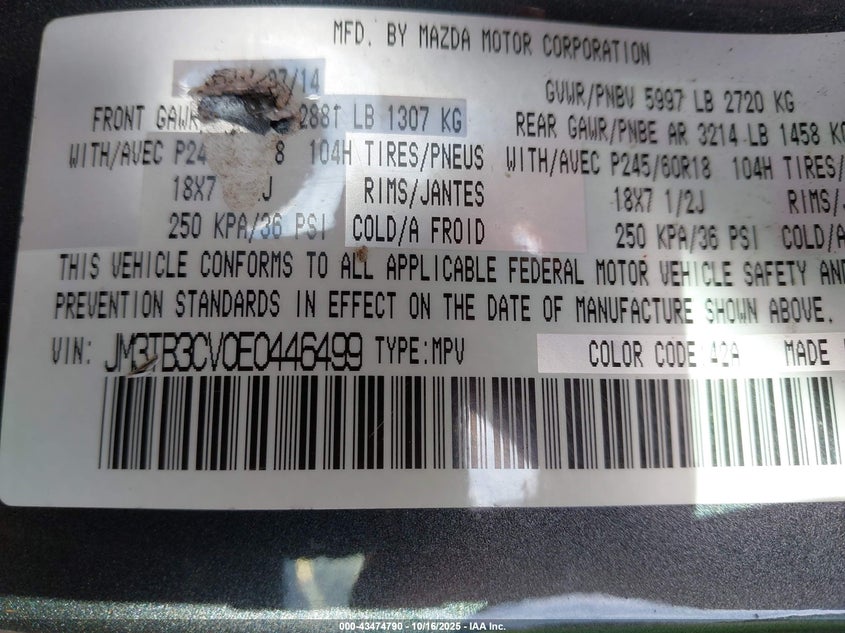 MFD. BY MAZDA MOTOR CORPORATION
07/14
GVWR/PNBV 5997 LB 2720 KG
FRONT GAWR 2881 LB 1307 KG
REAR GAWR/PNBE AR 3214 LB 1458 KG
WITH/AVEC P24 8 104H TIRES/PNEUS WITH/AVEC P245/60R18 104H TIRES/
18X7 J RIMS/JANTES 18X7 1/2J RIMS/
250 KPA/36 PSI COLD/A FROID 250 KPA/36 PSI COLD/A
THIS VEHICLE CONFORMS TO ALL APPLICABLE FEDERAL MOTOR VEHICLE SAFETY AND
PREVENTION STANDARDS IN EFFECT ON THE DATE OF MANUFACTURE SHOWN ABOVE.
VIN: JM3TB3CV0E0446499 TYPE:MPV COLOR CODE:42A MADE
000-43474790 - 10/16/2025 - IAA Inc.